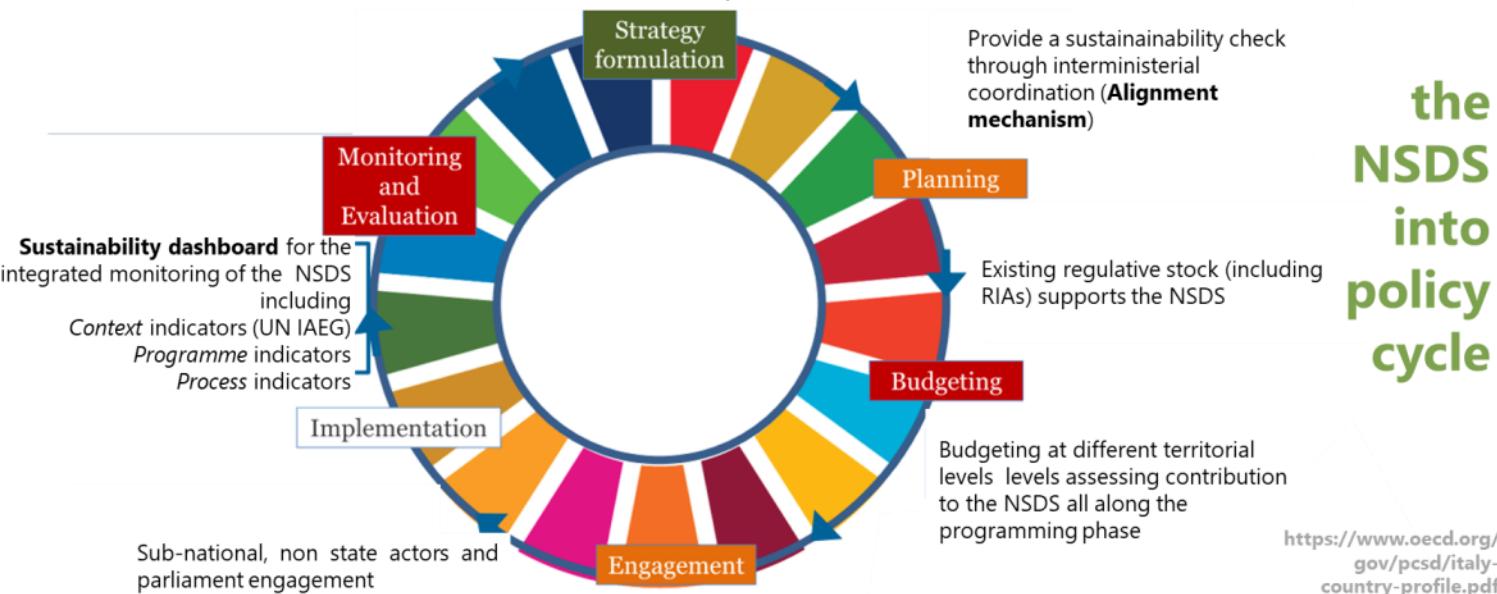 Strategy
formulation
Provide a sustainainability check
through interministerial
coordination (Alignment
mechanism)
the
NSDS
into
policy
cycle
Monitoring
and
Evaluation
Planning
Sustainability dashboard for the
integrated monitoring of the NSDS
including
Context indicators (UN IAEG)
Programme indicators
Process indicators
Existing regulative stock (including
RIAs) supports the NSDS
Budgeting
Implementation
Budgeting at different territorial
levels levels assessing contribution
to the NSDS all along the
programming phase
Sub-national, non state actors and
parliament engagement
Engagement
https://www.oecd.org/
gov/pcsd/italy-
country-profile.pdf